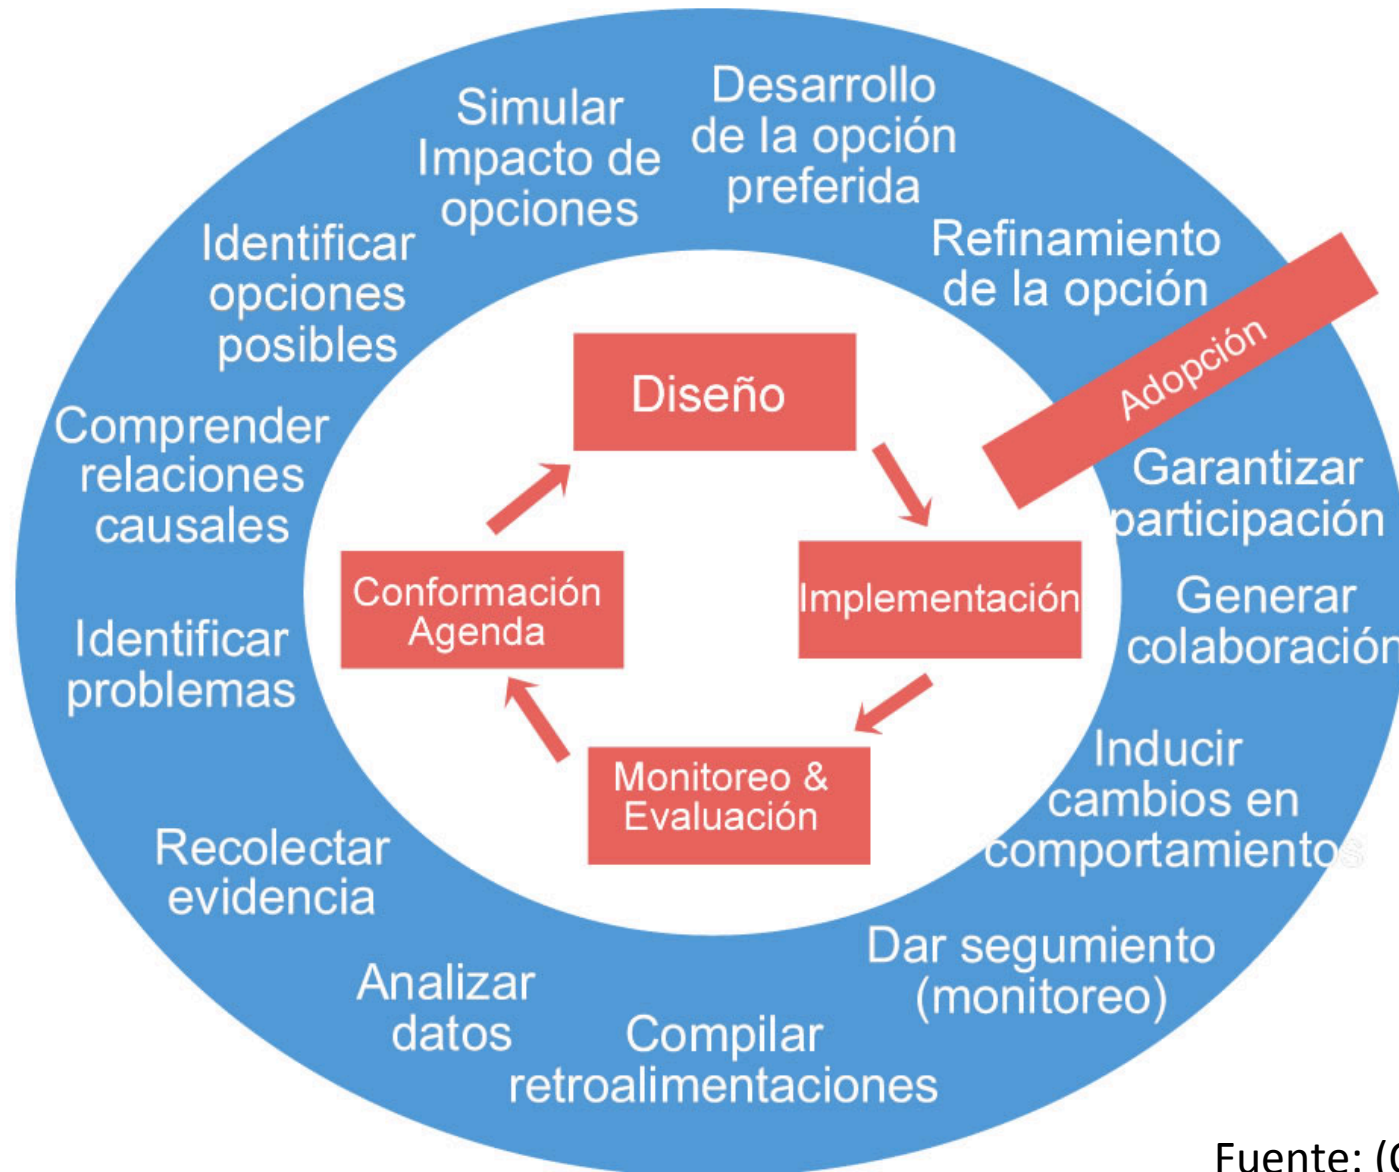 Simular
Impacto de
opciones
Desarrollo
de la opción
preferida
Refinamiento
de la opción
Adopción
Garantizar
participación
Generar
colaboración
Inducir
cambios en
comportamientos
Dar segumiento
(monitoreo)
Compilar
retroalimentaciones
Analizar
datos
Recolectar
evidencia
Identificar
problemas
Comprender
relaciones
causales
Identificar
opciones
posibles
Diseño
Implementación
Monitoreo &
Evaluación
Conformación
Agenda
Fuente: (